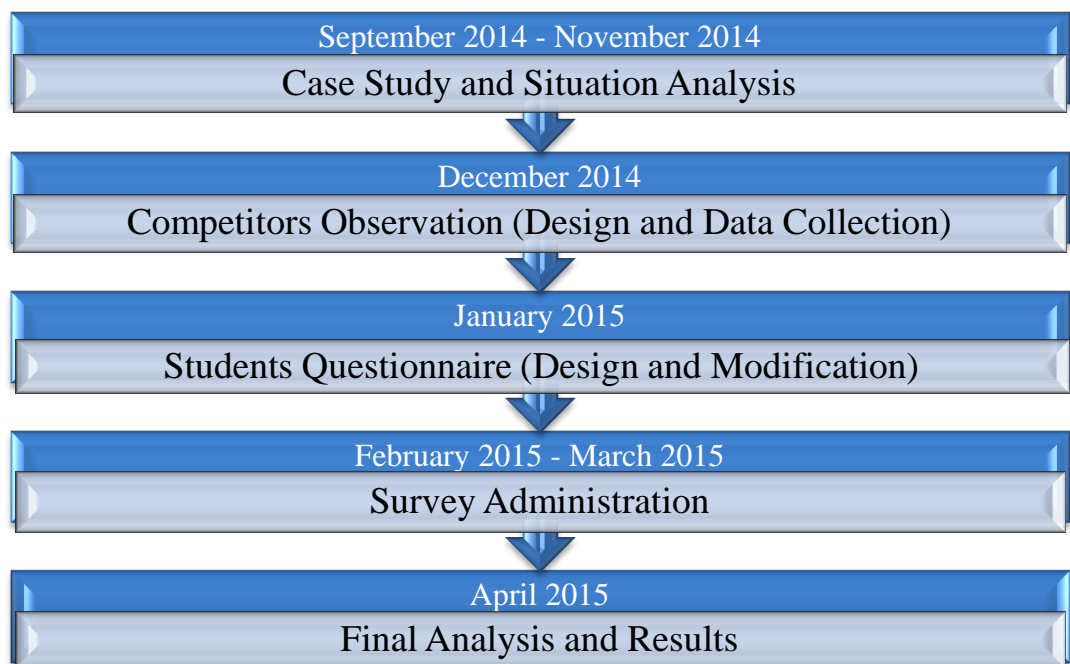 September 2014 - November 2014
Case Study and Situation Analysis
December 2014
Competitors Observation (Design and Data Collection)
January 2015
Students Questionnaire (Design and Modification)
February 2015 - March 2015
Survey Administration
April 2015
Final Analysis and Results